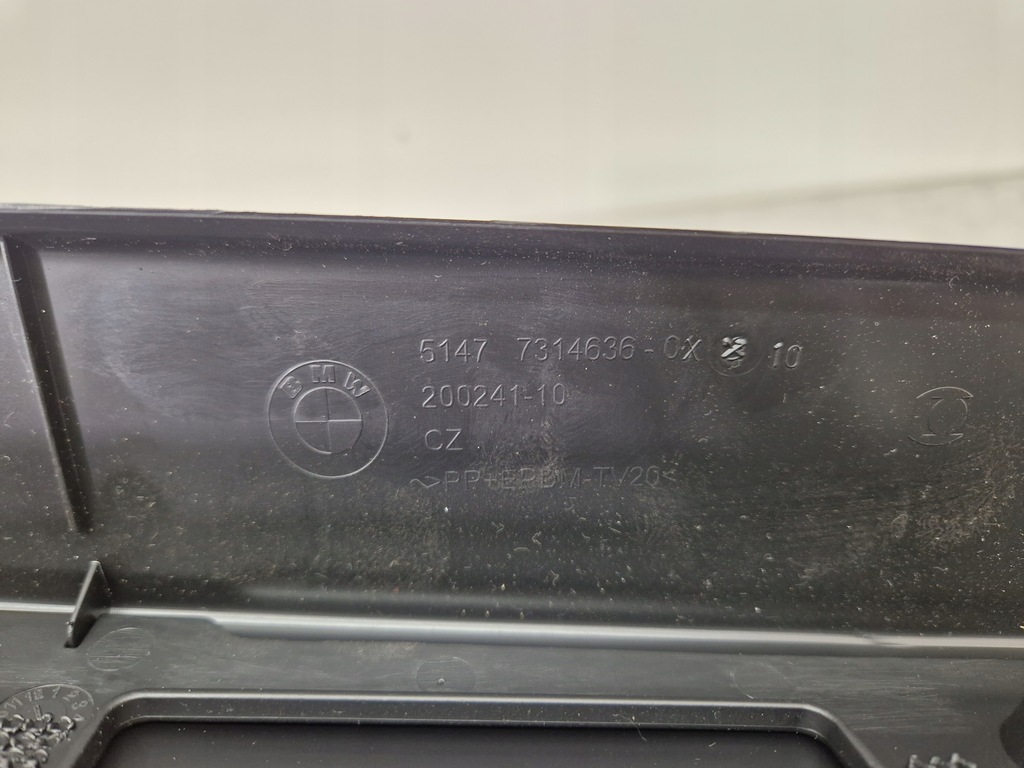 5147 7314636-0X 10
BMW
200241-10
CZ
>PP+EPDM-TV20<